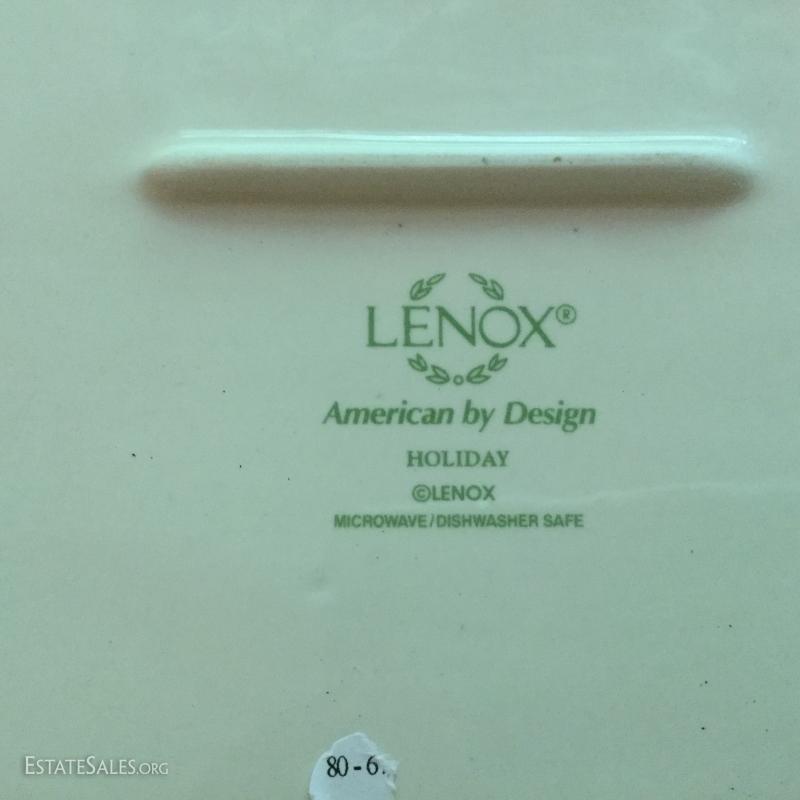 LENOX®
American by Design
HOLIDAY
©LENOX
MICROWAVE/DISHWASHER SAFE
80-6.
ESTATESALES.ORG